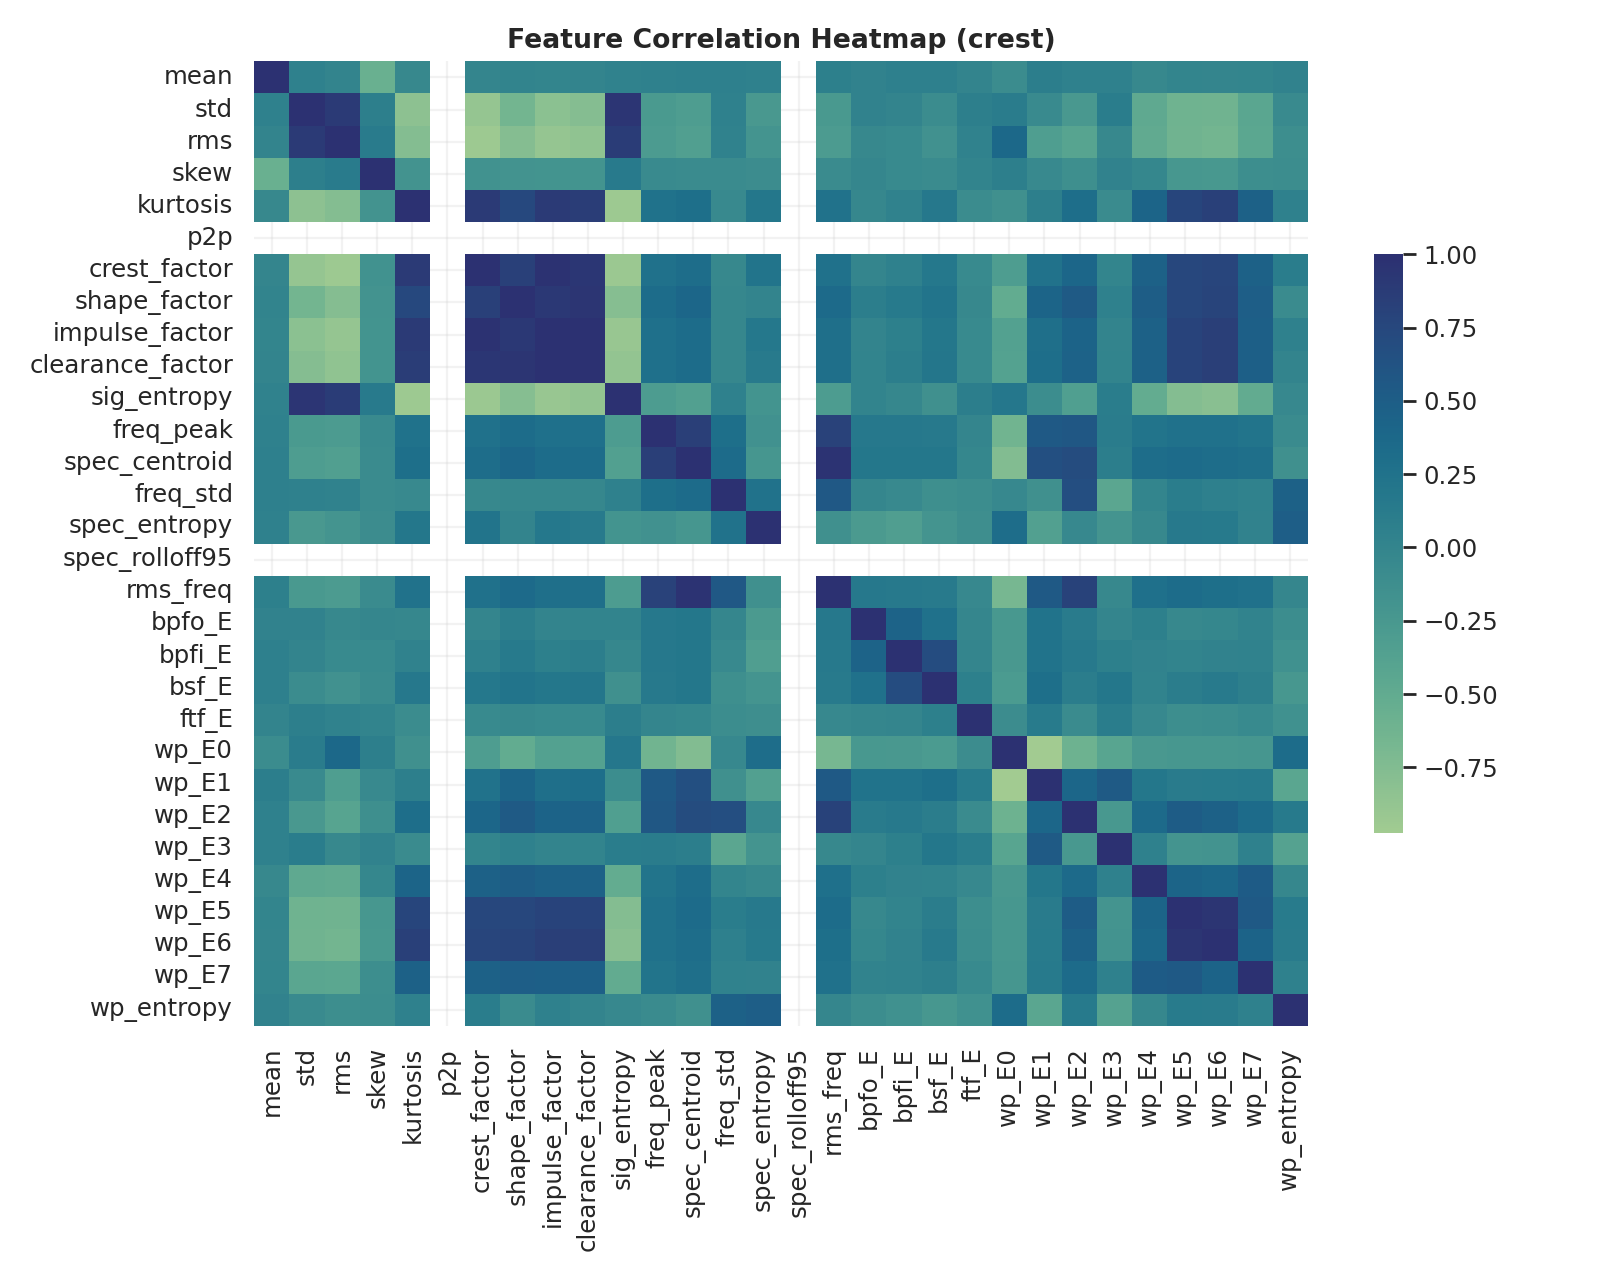 Feature Correlation Heatmap (crest)
mean
std
rms
skew
kurtosis
p2p
crest_factor
shape_factor
impulse_factor
clearance_factor
sig_entropy
freq_peak
spec_centroid
freq_std
spec_entropy
spec_rolloff95
rms_freq
bpfo_E
bpfi_E
bsf_E
ftf_E
wp_E0
wp_E1
wp_E2
wp_E3
wp_E4
wp_E5
wp_E6
wp_E7
wp_entropy
mean
std
rms
skew
kurtosis
p2p
crest_factor
shape_factor
impulse_factor
clearance_factor
sig_entropy
freq_peak
spec_centroid
freq_std
spec_entropy
spec_rolloff95
rms_freq
bpfo_E
bpfi_E
bsf_E
ftf_E
wp_E0
wp_E1
wp_E2
wp_E3
wp_E4
wp_E5
wp_E6
wp_E7
wp_entropy
1.00
0.75
0.50
0.25
0.00
−0.25
−0.50
−0.75